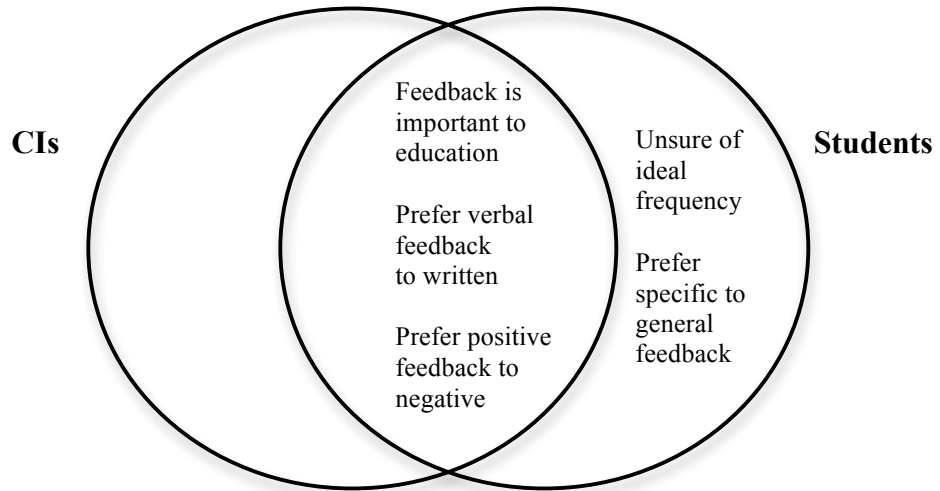 CIs
Feedback is
important to
education
Prefer verbal
feedback
to written
Prefer positive
feedback to
negative
Unsure of
ideal
frequency
Prefer
specific to
general
feedback
Students